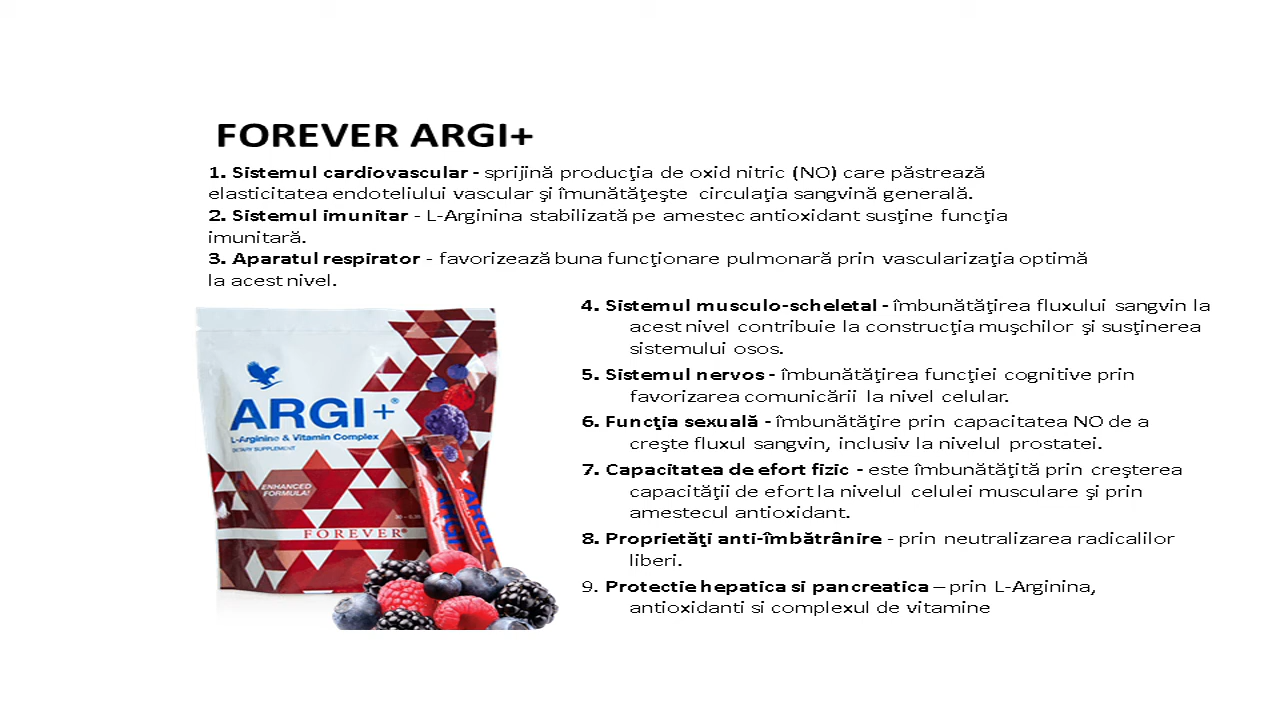 FOREVER ARGI+
1. Sistemul cardiovascular - sprijină producţia de oxid nitric (NO) care păstrează
elasticitatea endoteliului vascular şi îmunătăţeşte circulaţia sangvină generală.
2. Sistemul imunitar - L-Arginina stabilizată pe amestec antioxidant susţine funcţia
imunitară.
3. Aparatul respirator - favorizează buna funcţionare pulmonară prin vascularizaţia optimă
la acest nivel.
4. Sistemul musculo-scheletal - îmbunătăţirea fluxului sangvin la
acest nivel contribuie la construcţia muşchilor şi susţinerea
sistemului osos.
5. Sistemul nervos - îmbunătăţirea funcţiei cognitive prin
favorizarea comunicării la nivel celular.
6. Funcţia sexuală - îmbunătăţire prin capacitatea NO de a
creşte fluxul sangvin, inclusiv la nivelul prostatei.
7. Capacitatea de efort fizic - este îmbunătăţită prin creşterea
capacităţii de efort la nivelul celulei musculare şi prin
amestecul antioxidant.
8. Proprietăţi anti-îmbătrânire - prin neutralizarea radicalilor
liberi.
9. Protectie hepatica si pancreatica – prin L-Arginina,
antioxidanti si complexul de vitamine
ARGI+®
L-Arginine & Vitamin Complex
DIETARY SUPPLEMENT
ENHANCED
FORMULA!
FOREVER®
ARGI
ARGI+